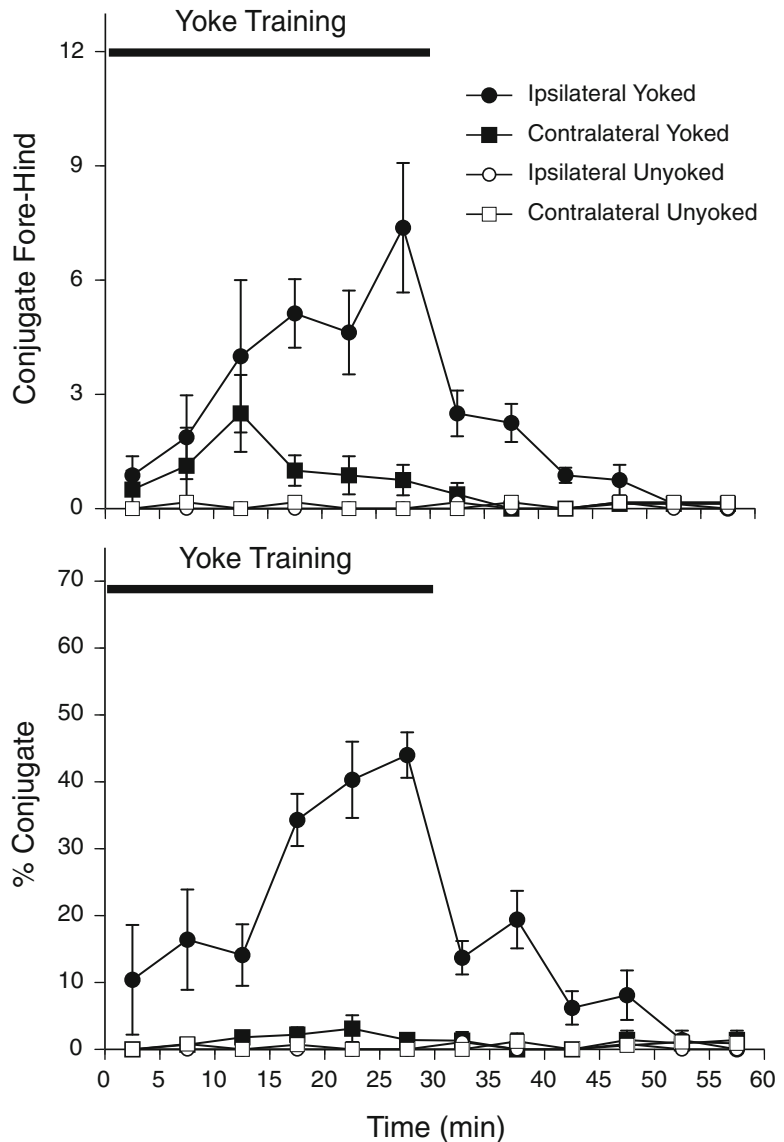 Yoke Training
12
9
6
3
0
Conjugate Fore-Hind
Ipsilateral Yoked
Contralateral Yoked
Ipsilateral Unyoked
Contralateral Unyoked
Yoke Training
70
60
50
40
30
20
10
0
% Conjugate
0 5 10 15 20 25 30 35 40 45 50 55 60
Time (min)